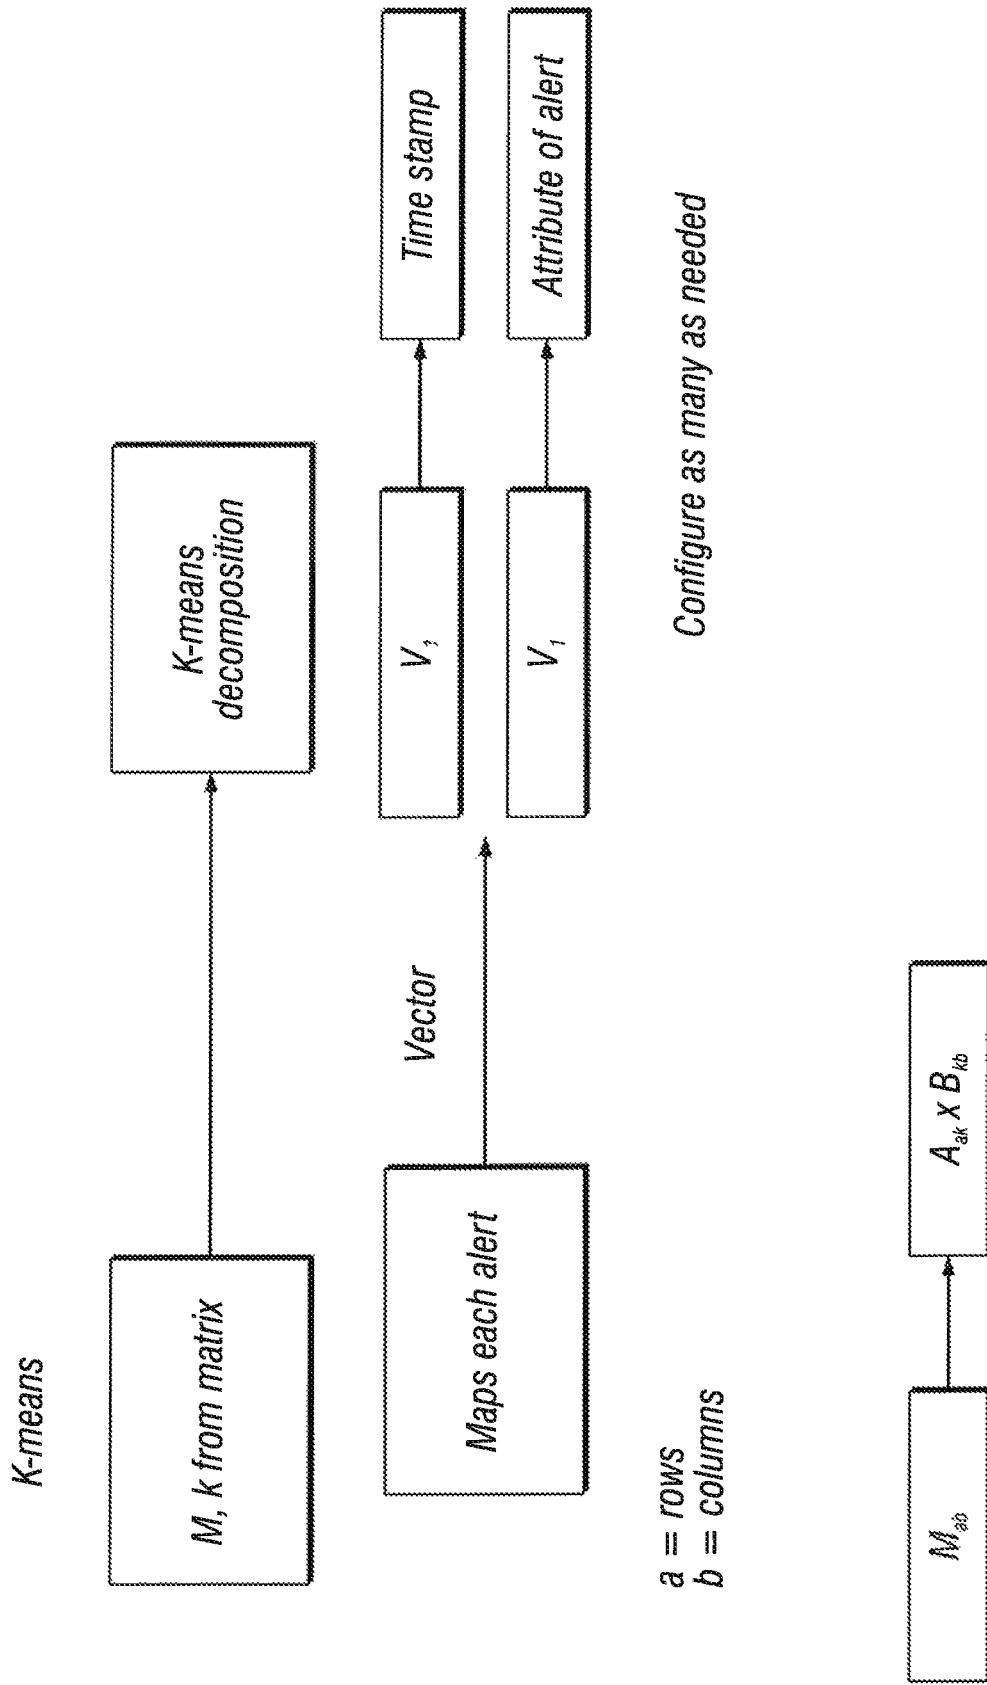 K-means
M, k from matrix
K-means
decomposition
Maps each alert
Vector
V
Time stamp
V₁
Attribute of alert
Configure as many as needed
a = rows
b = columns
Mₐb
Aₐₖ x Bₖb